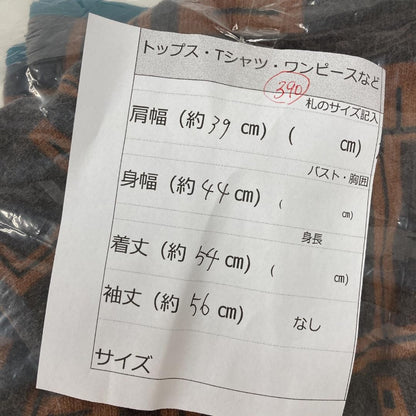 トップス・Tシャツ・ワンピースなど
390
札のサイズ記入
肩幅 (約39cm) ( cm)
バスト・胸囲
身幅 (約44cm) ( cm)
身長
着丈 (約54cm) ( cm)
袖丈 (約56cm) なし
サイズ